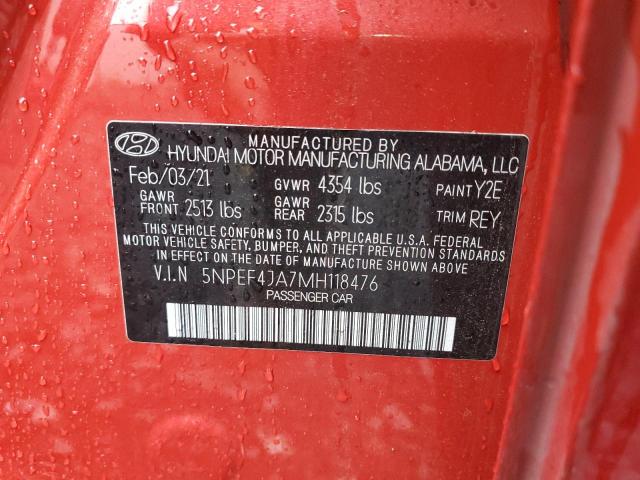 MANUFACTURED BY
HYUNDAI MOTOR MANUFACTURING ALABAMA, LLC
Feb/03/21 GVWR 4354 lbs PAINT Y2E
GAWR FRONT 2513 lbs GAWR REAR 2315 lbs TRIM REY
THIS VEHICLE CONFORMS TO ALL APPLICABLE U.S.A. FEDERAL
MOTOR VEHICLE SAFETY, BUMPER, AND THEFT PREVENTION STANDARDS
IN EFFECT ON THE DATE OF MANUFACTURE SHOWN ABOVE.
V.I.N 5NPEF4JA7MH118476
PASSENGER CAR